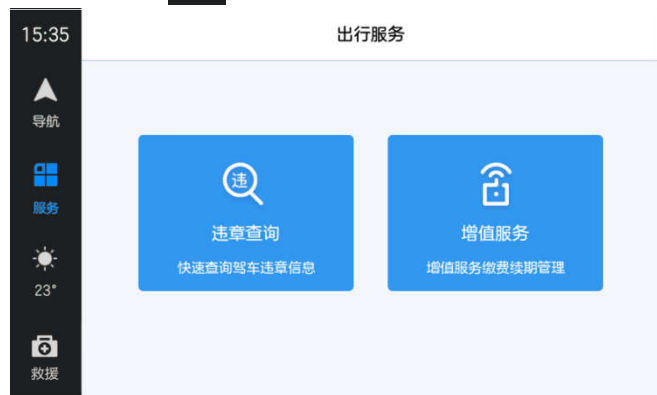 15:35
出行服务
导航
服务
23°
救援
违
违章查询
快速查询驾车违章信息
增值服务
增值服务缴费续期管理